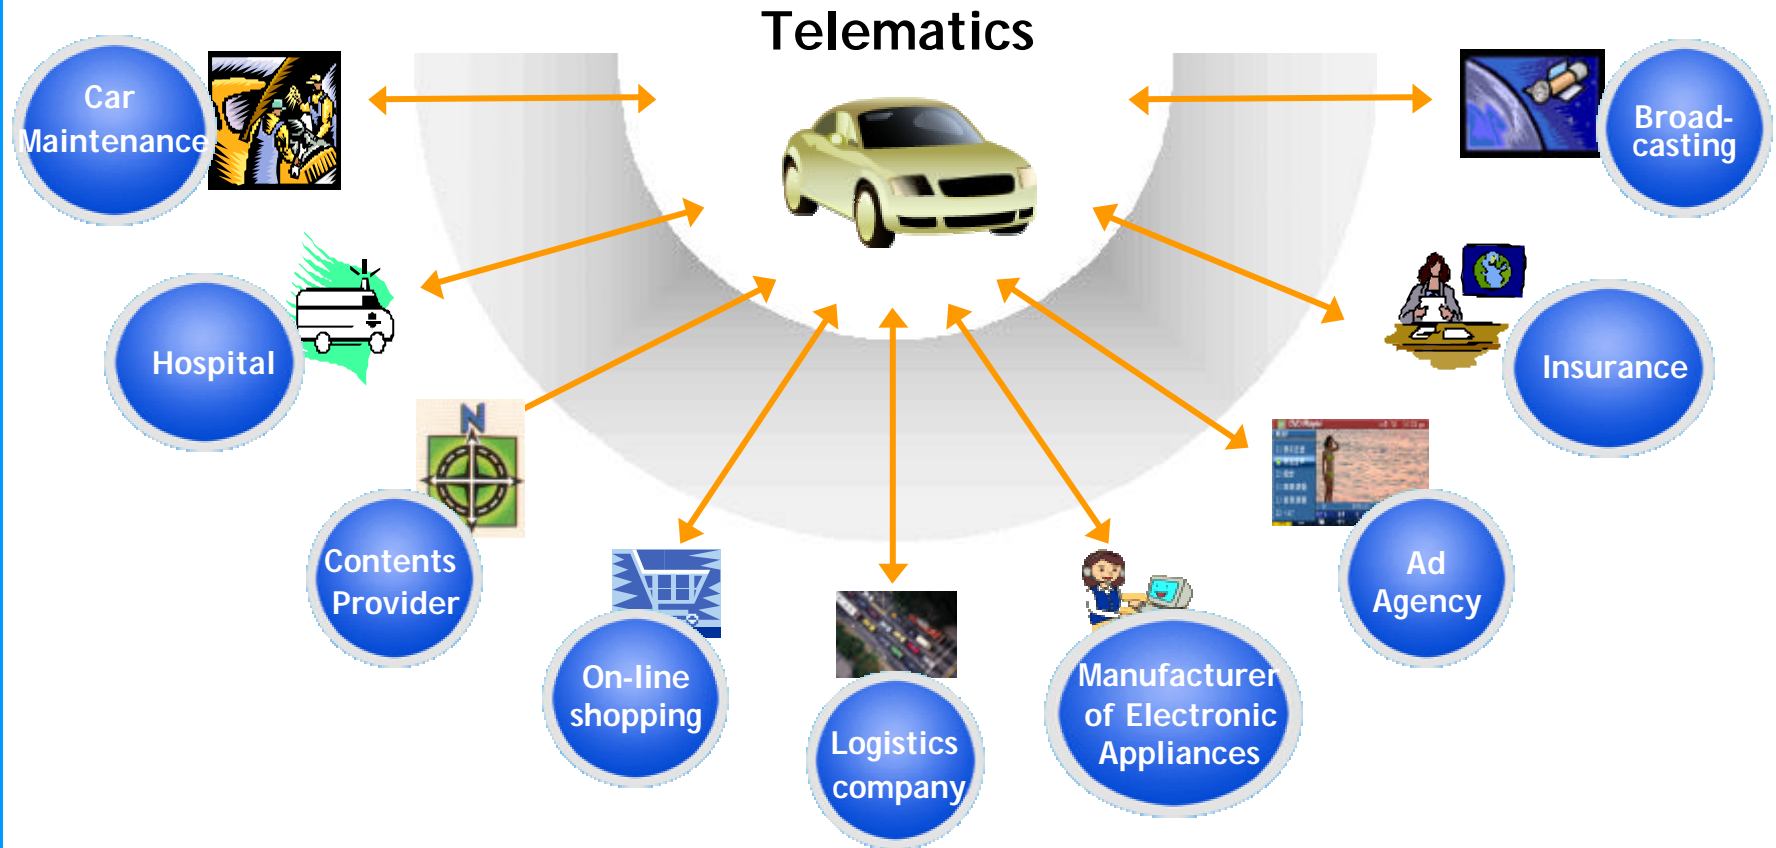 Telematics
Car
Maintenance
Broad-
casting
Hospital
Insurance
N
Contents
Provider
Ad
Agency
On-line
shopping
Manufacturer
of Electronic
Appliances
Logistics
company